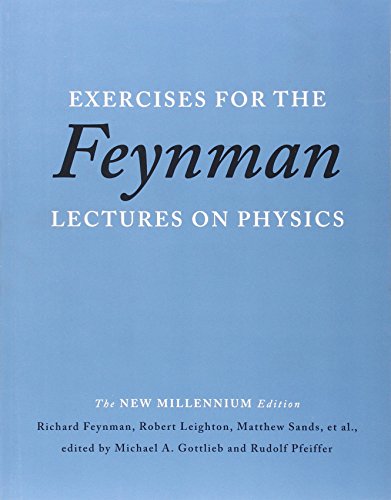 EXERCISES FOR THE
Feynman
LECTURES ON PHYSICS
The NEW MILLENNIUM Edition
Richard Feynman, Robert Leighton, Matthew Sands, et al.,
edited by Michael A. Gottlieb and Rudolf Pfeiffer